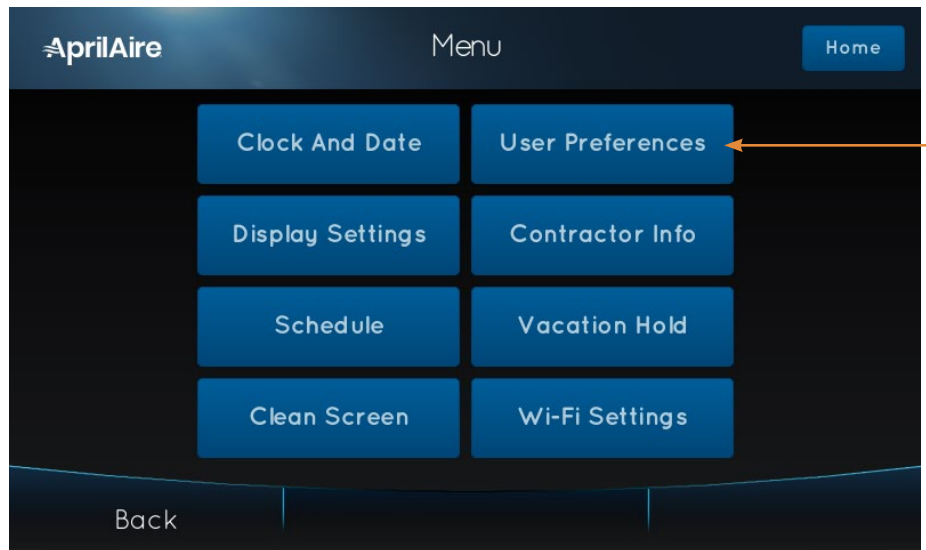 AprilAire Menu Home
Clock And Date User Preferences
Display Settings Contractor Info
Schedule Vacation Hold
Clean Screen Wi-Fi Settings
Back